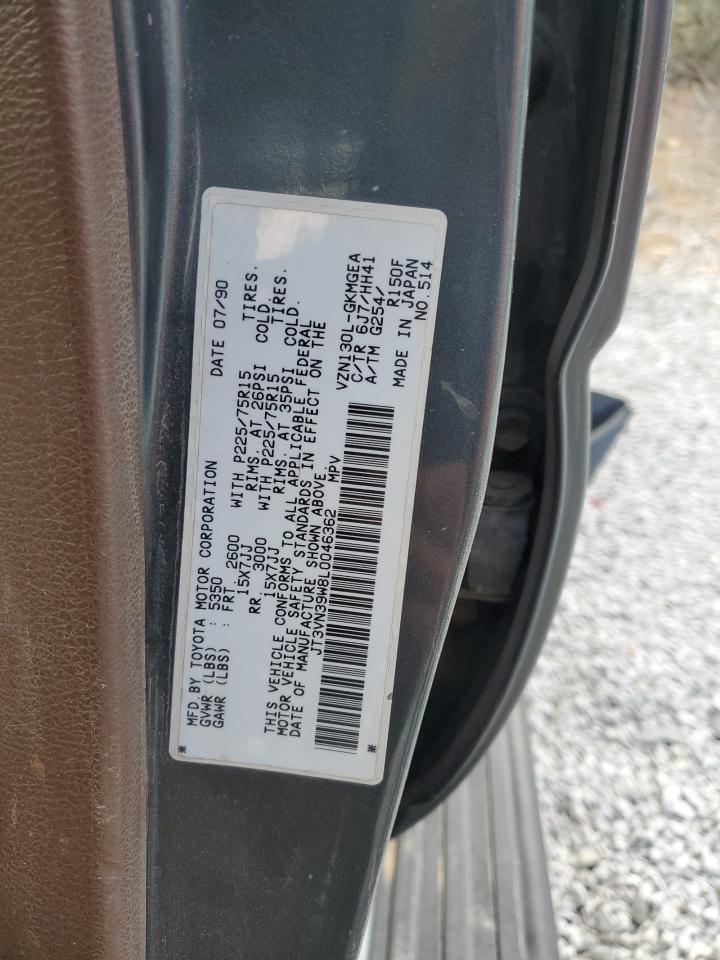 MFD.BY TOYOTA MOTOR CORPORATION DATE 07/90
GVWR (LBS) : 5350
GAWR (LBS) : FRT. 2600 WITH P225/75R15 TIRES.
15X7JJ RIMS. AT 26PSI COLD.
RR. 3000 WITH P225/75R15 TIRES.
15X7JJ RIMS. AT 35PSI COLD.
THIS VEHICLE CONFORMS TO ALL APPLICABLE FEDERAL
MOTOR VEHICLE SAFETY STANDARDS IN EFFECT ON THE
DATE OF MANUFACTURE SHOWN ABOVE.
JT3VN39W8L0046362 MPV
VZN130L-GKMGEA
C/TR 6J7/HH41
A/TM G254/
R150F
MADE IN JAPAN
NO.514